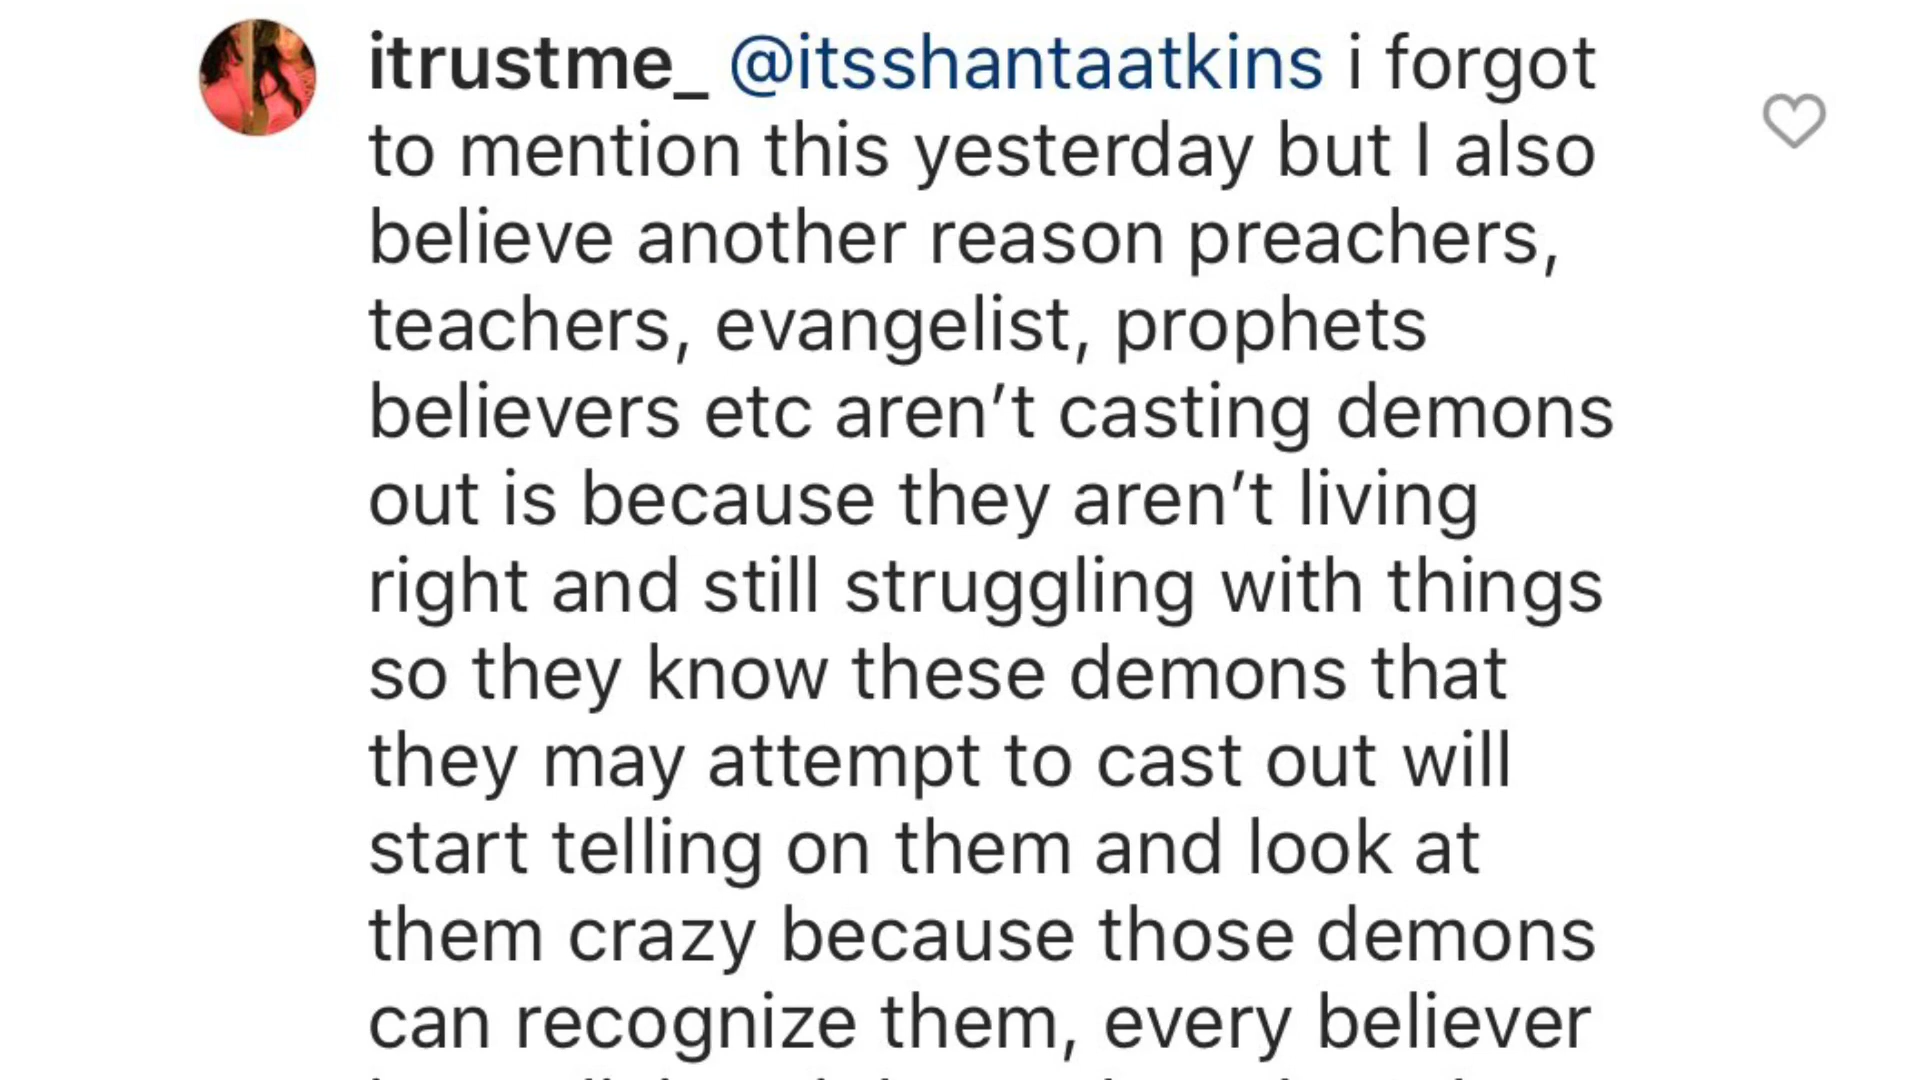 itrustme_ @itsshantaatkins i forgot
to mention this yesterday but I also
believe another reason preachers,
teachers, evangelist, prophets
believers etc aren’t casting demons
out is because they aren’t living
right and still struggling with things
so they know these demons that
they may attempt to cast out will
start telling on them and look at
them crazy because those demons
can recognize them, every believer